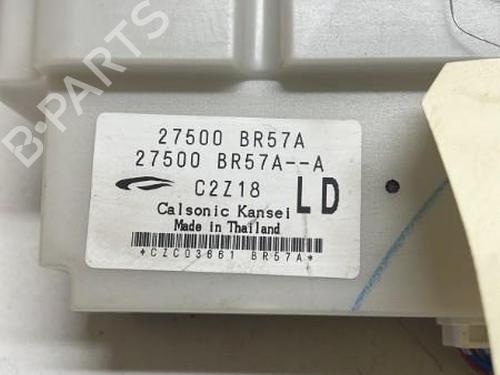 27500 BR57A
27500 BR57A--A
C2Z18 LD
Calsonic Kansei
Made in Thailand
*CZC03661 BR57A*
B-PARTS